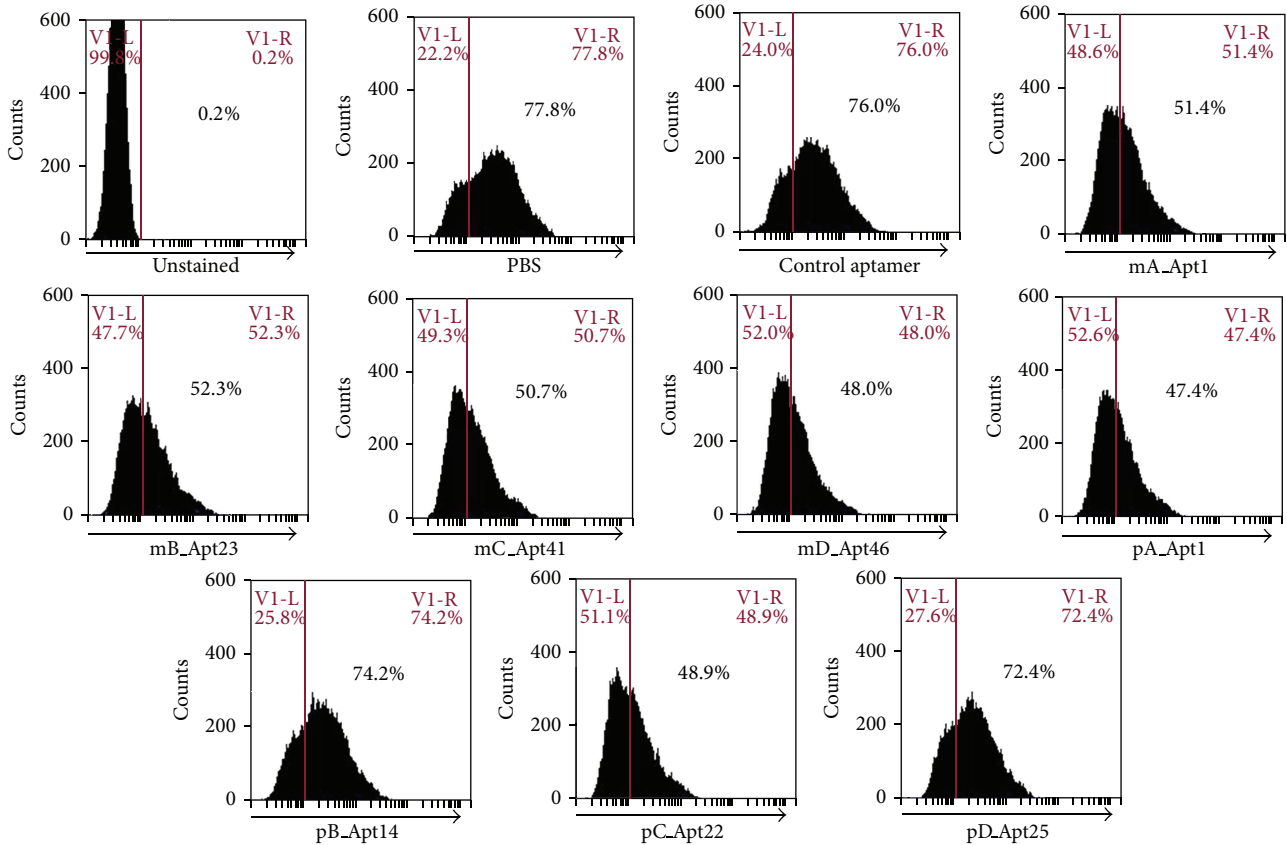 600
400
200
0
Counts
V1-L
99.8%
V1-R
0.2%
0.2%
Unstained
600
400
200
0
Counts
V1-L
22.2%
V1-R
77.8%
77.8%
PBS
600
400
200
0
Counts
V1-L
24.0%
V1-R
76.0%
76.0%
Control aptamer
600
400
200
0
Counts
V1-L
48.6%
V1-R
51.4%
51.4%
mA_Apt1
600
400
200
0
Counts
V1-L
47.7%
V1-R
52.3%
52.3%
mB_Apt23
600
400
200
0
Counts
V1-L
49.3%
V1-R
50.7%
50.7%
mC_Apt41
600
400
200
0
Counts
V1-L
52.0%
V1-R
48.0%
48.0%
mD_Apt46
600
400
200
0
Counts
V1-L
52.6%
V1-R
47.4%
47.4%
pA_Apt1
600
400
200
0
Counts
V1-L
25.8%
V1-R
74.2%
74.2%
pB_Apt14
600
400
200
0
Counts
V1-L
51.1%
V1-R
48.9%
48.9%
pC_Apt22
600
400
200
0
Counts
V1-L
27.6%
V1-R
72.4%
72.4%
pD_Apt25